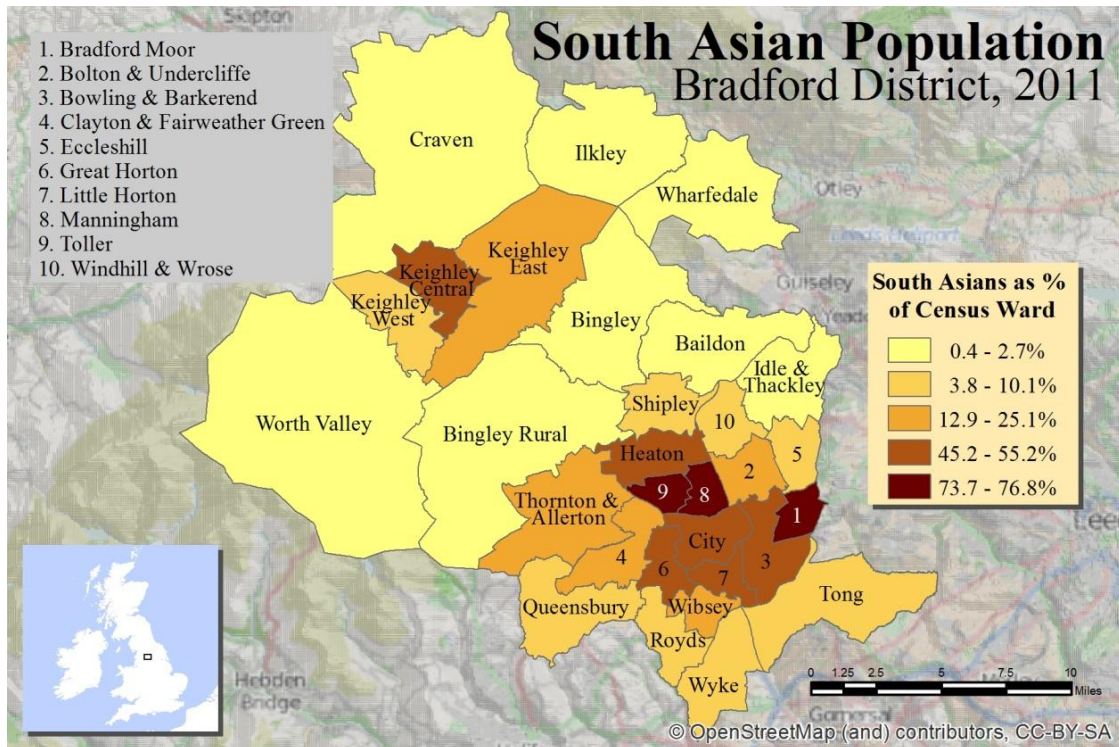 South Asian Population
Bradford District, 2011
1. Bradford Moor
2. Bolton & Undercliffe
3. Bowling & Barkerend
4. Clayton & Fairweather Green
5. Eccleshill
6. Great Horton
7. Little Horton
8. Manningham
9. Toller
10. Windhill & Wrose
Skipton
Craven
Ilkley
Wharfedale
Otley
Keighley
East
Keighley
Central
Keighley
West
Guiseley
Bingley
Baildon
Idle &
Thackley
Shipley
10
Worth Valley
Bingley Rural
Heaton
2
5
9
8
1
Thornton &
Allerton
City
4
6
7
3
Queensbury
Wibsey
Tong
Royds
Wyke
South Asians as %
of Census Ward
0.4 - 2.7%
3.8 - 10.1%
12.9 - 25.1%
45.2 - 55.2%
73.7 - 76.8%
Hebden
Bridge
0 1.25 2.5 5 7.5 10
Miles
Gomersal
© OpenStreetMap (and) contributors, CC-BY-SA